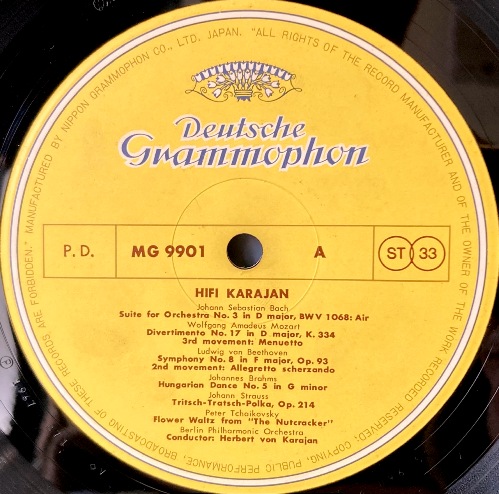 MANUFACTURED BY NIPPON GRAMMOPHON CO., LTD. JAPAN. "ALL RIGHTS OF THE RECORD MANUFACTURER AND OF THE OWNER OF THE WORK RECORDED RESERVED. COPYING, PUBLIC PERFORMANCE, BROADCASTING OF THESE RECORDS ARE FORBIDDEN."
Deutsche
Grammophon
P.D.
MG 9901
A
ST 33
HIFI KARAJAN
Johann Sebastian Bach
Suite for Orchestra No. 3 in D major, BWV 1068: Air
Wolfgang Amadeus Mozart
Divertimento No. 17 in D major, K. 334
3rd movement: Menuetto
Ludwig van Beethoven
Symphony No. 8 in F major, Op. 93
2nd movement: Allegretto scherzando
Johannes Brahms
Hungarian Dance No. 5 in G minor
Johann Strauss
Tritsch-Tratsch-Polka, Op. 214
Peter Tchaikovsky
Flower Waltz from "The Nutcracker"
Berlin Philharmonic Orchestra
Conductor: Herbert von Karajan